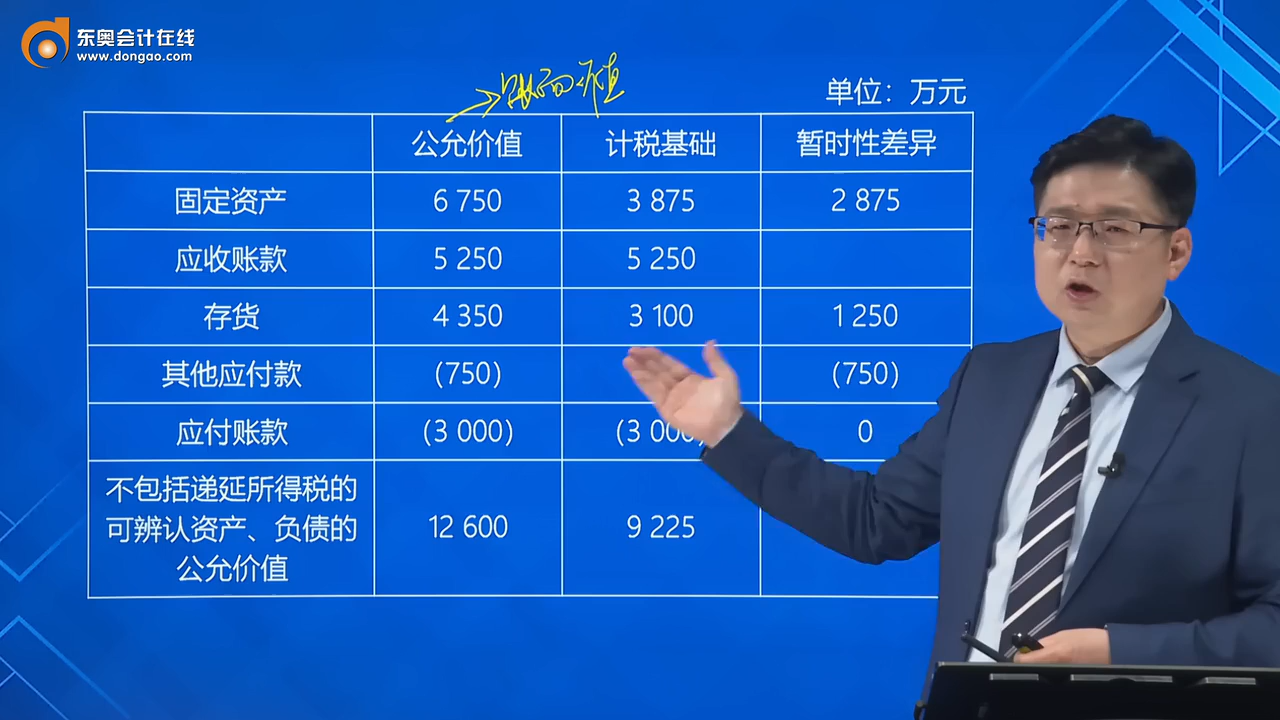 东奥会计在线
www.dongao.com
账面价值
单位：万元
公允价值 计税基础 暂时性差异
固定资产 6 750 3 875 2 875
应收账款 5 250 5 250
存货 4 350 3 100 1 250
其他应付款 (750) (750)
应付账款 (3 000) (3 000) 0
不包括递延所得税的
可辨认资产、负债的
公允价值 12 600 9 225